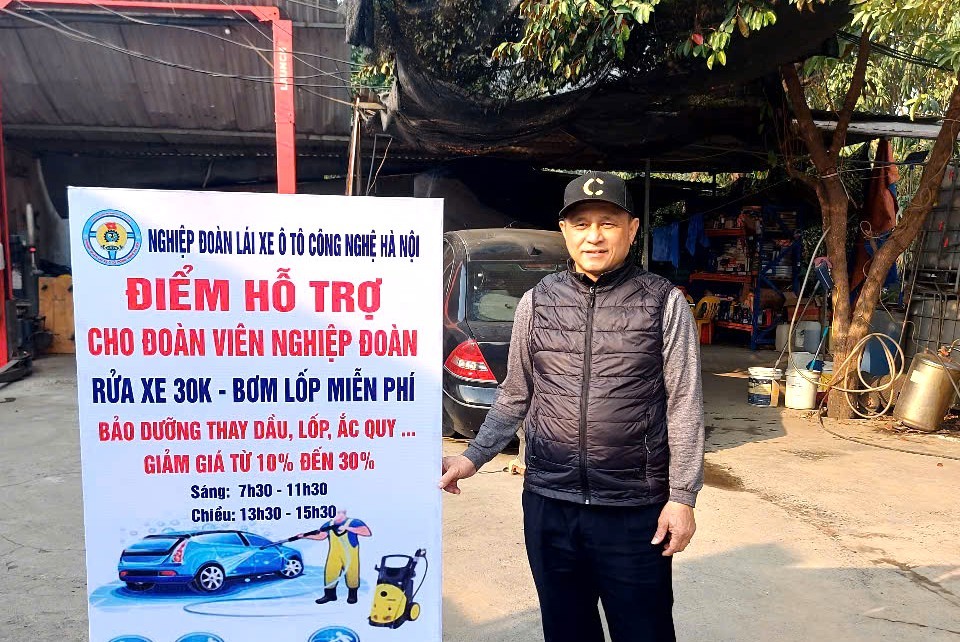 LAUNCH
NGHIỆP ĐOÀN LÁI XE Ô TÔ CÔNG NGHỆ HÀ NỘI
ĐIỂM HỖ TRỢ
CHO ĐOÀN VIÊN NGHIỆP ĐOÀN
RỬA XE 30K - BƠM LỐP MIỄN PHÍ
BẢO DƯỠNG THAY DẦU, LỐP, ẮC QUY ...
GIẢM GIÁ TỪ 10% ĐẾN 30%
Sáng: 7h30 - 11h30
Chiều: 13h30 - 15h30